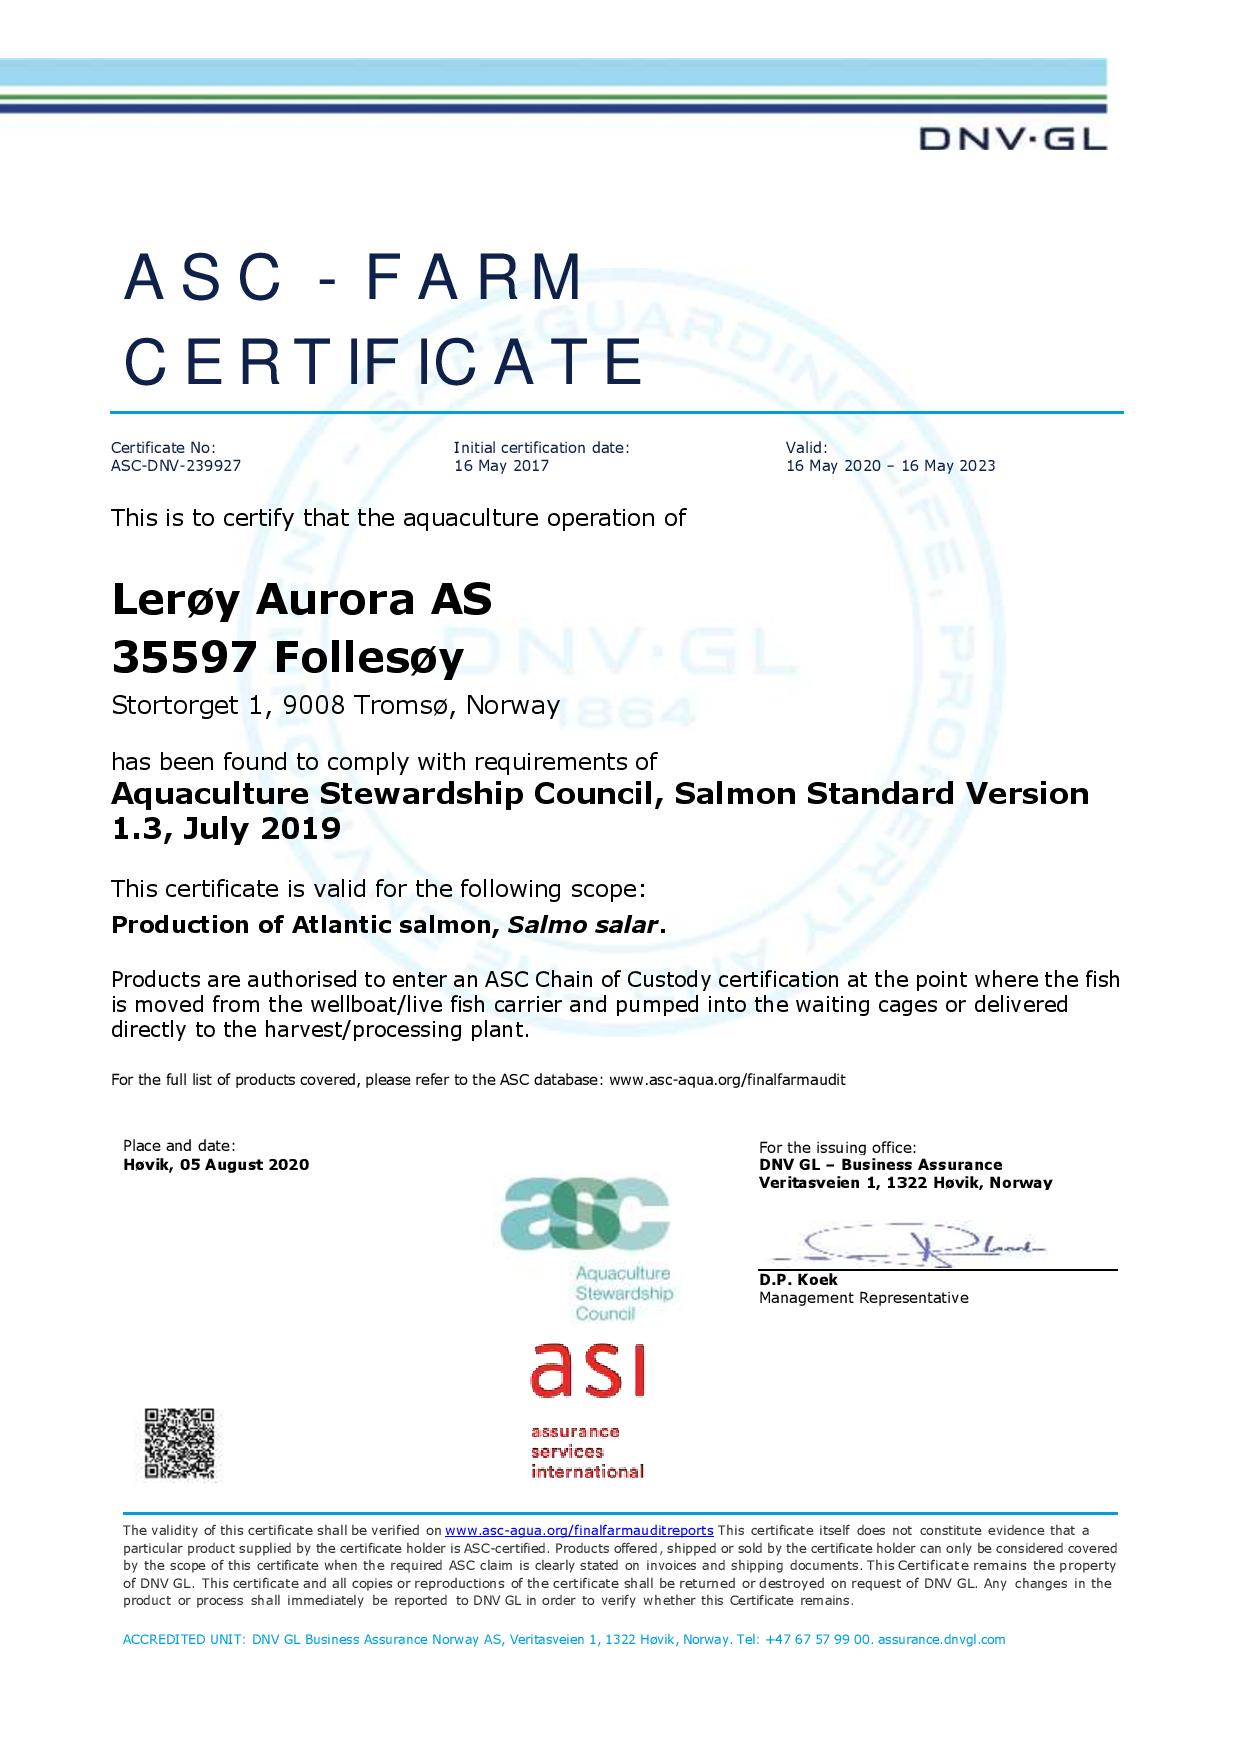 DNV·GL
ASC - FARM
CERTIFICATE
Certificate No:
ASC-DNV-239927
Initial certification date:
16 May 2017
Valid:
16 May 2020 – 16 May 2023
This is to certify that the aquaculture operation of
Lerøy Aurora AS
35597 Follesøy
Stortorget 1, 9008 Tromsø, Norway
has been found to comply with requirements of
Aquaculture Stewardship Council, Salmon Standard Version
1.3, July 2019
This certificate is valid for the following scope:
Production of Atlantic salmon, Salmo salar.
Products are authorised to enter an ASC Chain of Custody certification at the point where the fish
is moved from the wellboat/live fish carrier and pumped into the waiting cages or delivered
directly to the harvest/processing plant.
For the full list of products covered, please refer to the ASC database: www.asc-aqua.org/finalfarmaudit
Place and date:
Høvik, 05 August 2020
For the issuing office:
DNV GL – Business Assurance
Veritasveien 1, 1322 Høvik, Norway
D.P. Koek
Management Representative
asc
Aquaculture
Stewardship
Council
asi
assurance
services
international
The validity of this certificate shall be verified on www.asc-aqua.org/finalfarmauditreports This certificate itself does not constitute evidence that a
particular product supplied by the certificate holder is ASC-certified. Products offered, shipped or sold by the certificate holder can only be considered covered
by the scope of this certificate when the required ASC claim is clearly stated on invoices and shipping documents. This Certificate remains the property
of DNV GL. This certificate and all copies or reproductions of the certificate shall be returned or destroyed on request of DNV GL. Any changes in the
product or process shall immediately be reported to DNV GL in order to verify whether this Certificate remains.
ACCREDITED UNIT: DNV GL Business Assurance Norway AS, Veritasveien 1, 1322 Høvik, Norway. Tel: +47 67 57 99 00. assurance.dnvgl.com
DNV·GL
1864